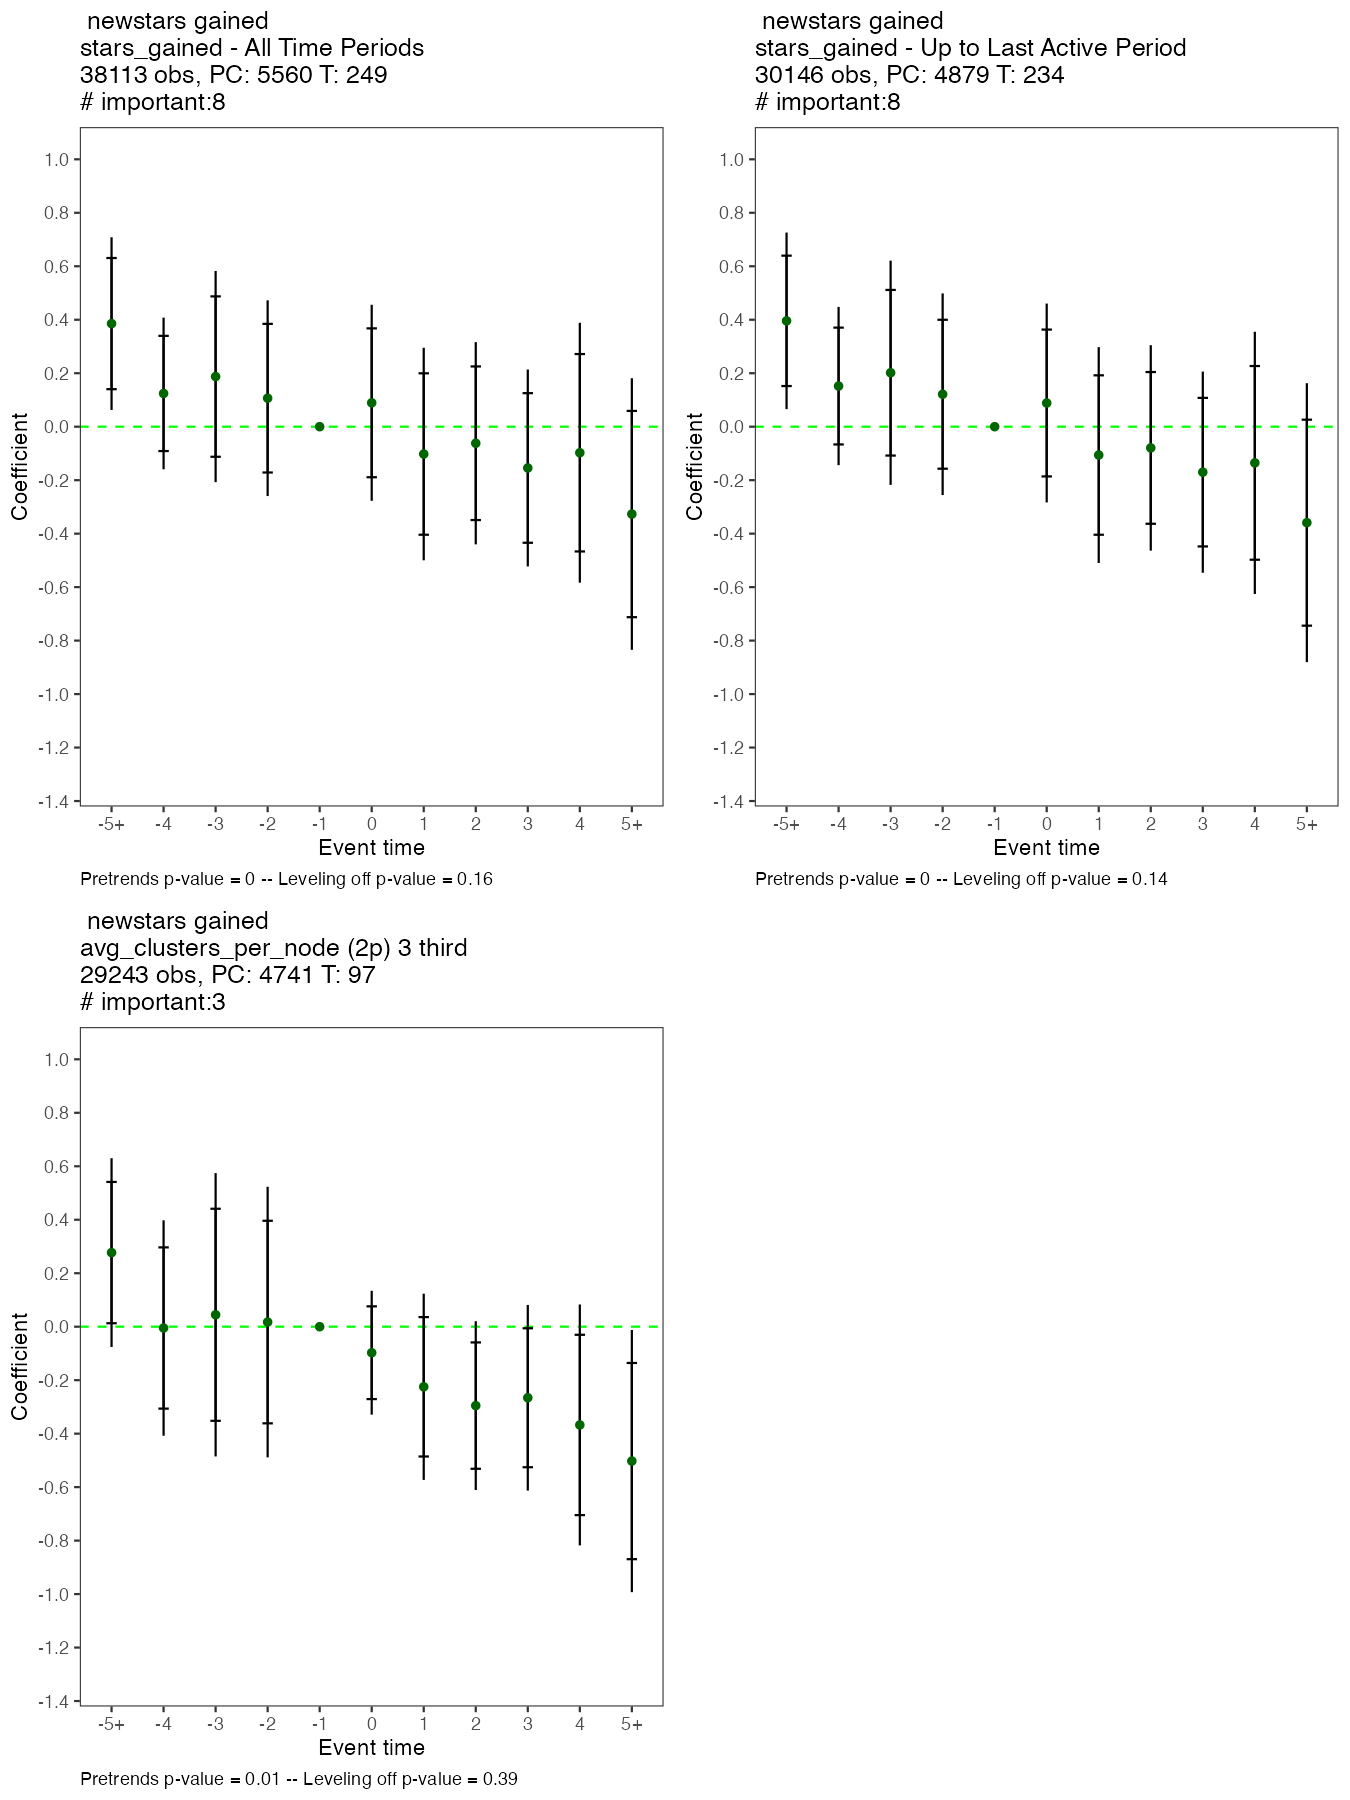 newstars gained
stars_gained - All Time Periods
38113 obs, PC: 5560 T: 249
# important:8
1.0
0.8
0.6
0.4
0.2
0.0
-0.2
-0.4
-0.6
-0.8
-1.0
-1.2
-1.4
Coefficient
-5+ -4 -3 -2 -1 0 1 2 3 4 5+
Event time
Pretrends p-value = 0 -- Leveling off p-value = 0.16
newstars gained
stars_gained - Up to Last Active Period
30146 obs, PC: 4879 T: 234
# important:8
1.0
0.8
0.6
0.4
0.2
0.0
-0.2
-0.4
-0.6
-0.8
-1.0
-1.2
-1.4
Coefficient
-5+ -4 -3 -2 -1 0 1 2 3 4 5+
Event time
Pretrends p-value = 0 -- Leveling off p-value = 0.14
newstars gained
avg_clusters_per_node (2p) 3 third
29243 obs, PC: 4741 T: 97
# important:3
1.0
0.8
0.6
0.4
0.2
0.0
-0.2
-0.4
-0.6
-0.8
-1.0
-1.2
-1.4
Coefficient
-5+ -4 -3 -2 -1 0 1 2 3 4 5+
Event time
Pretrends p-value = 0.01 -- Leveling off p-value = 0.39